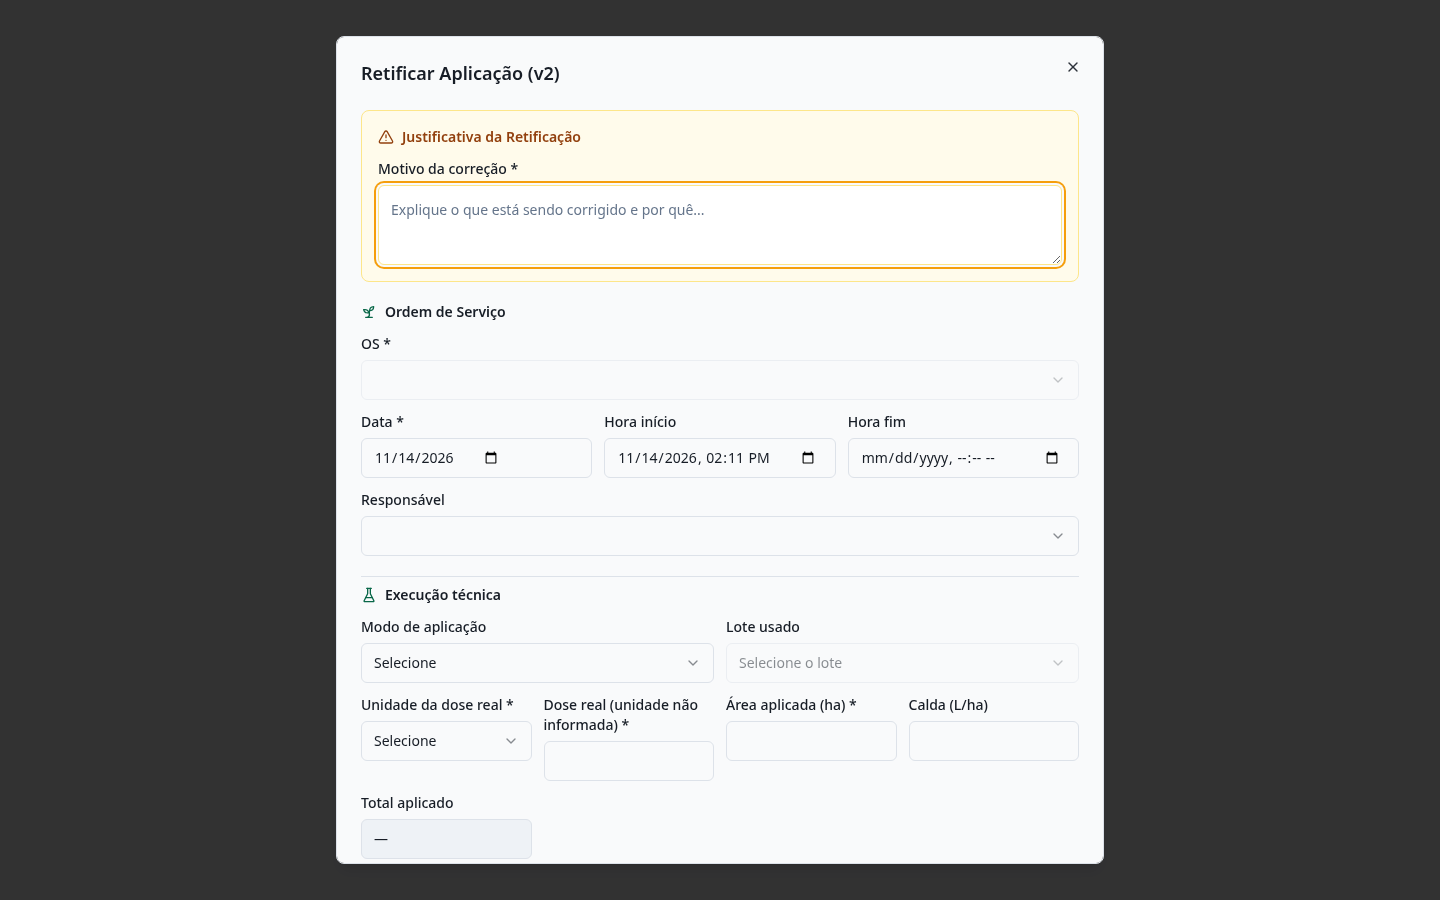 Retificar Aplicação (v2)
Justificativa da Retificação
Motivo da correção *
Explique o que está sendo corrigido e por quê...
Ordem de Serviço
OS *
Data *
Hora início
Hora fim
11/14/2026
11/14/2026, 02:11 PM
mm/dd/yyyy, --:-- --
Responsável
Execução técnica
Modo de aplicação
Lote usado
Selecione
Selecione o lote
Unidade da dose real *
Dose real (unidade não
informada) *
Área aplicada (ha) *
Calda (L/ha)
Selecione
Total aplicado
—